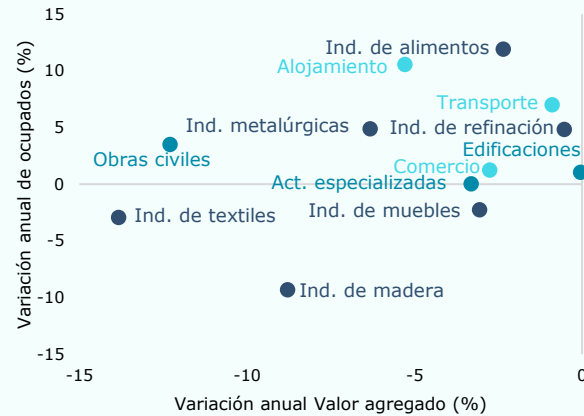 15
Ind. de alimentos
Alojamiento
10
Transporte
5
Ind. metalúrgicas
Ind. de refinación
Obras civiles
Edificaciones
Comercio
0
Act. especializadas
Ind. de textiles
Ind. de muebles
-5
Ind. de madera
-10
-15
Variación anual de ocupados (%)
-15
-10
-5
0
Variación anual Valor agregado (%)